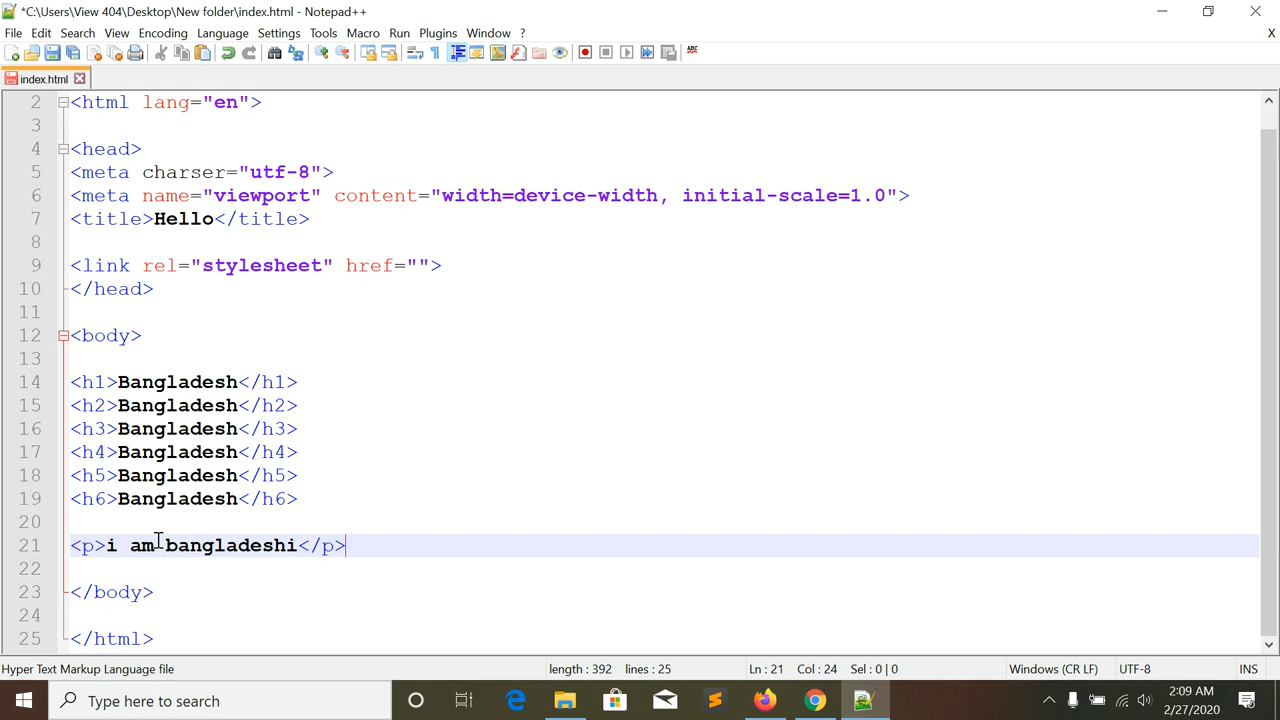 *C:\Users\View 404\Desktop\New folder\index.html - Notepad++
File Edit Search View Encoding Language Settings Tools Macro Run Plugins Window ? X
index.html
2 <html lang="en">
3
4 <head>
5 <meta charser="utf-8">
6 <meta name="viewport" content="width=device-width, initial-scale=1.0">
7 <title>Hello</title>
8
9 <link rel="stylesheet" href="">
10 </head>
11
12 <body>
13
14 <h1>Bangladesh</h1>
15 <h2>Bangladesh</h2>
16 <h3>Bangladesh</h3>
17 <h4>Bangladesh</h4>
18 <h5>Bangladesh</h5>
19 <h6>Bangladesh</h6>
20
21 <p>i am bangladeshi</p>
22
23 </body>
24
25 </html>
Hyper Text Markup Language file length : 392 lines : 25 Ln : 21 Col : 24 Sel : 0 | 0 Windows (CR LF) UTF-8 INS
Type here to search
2:09 AM
2/27/2020